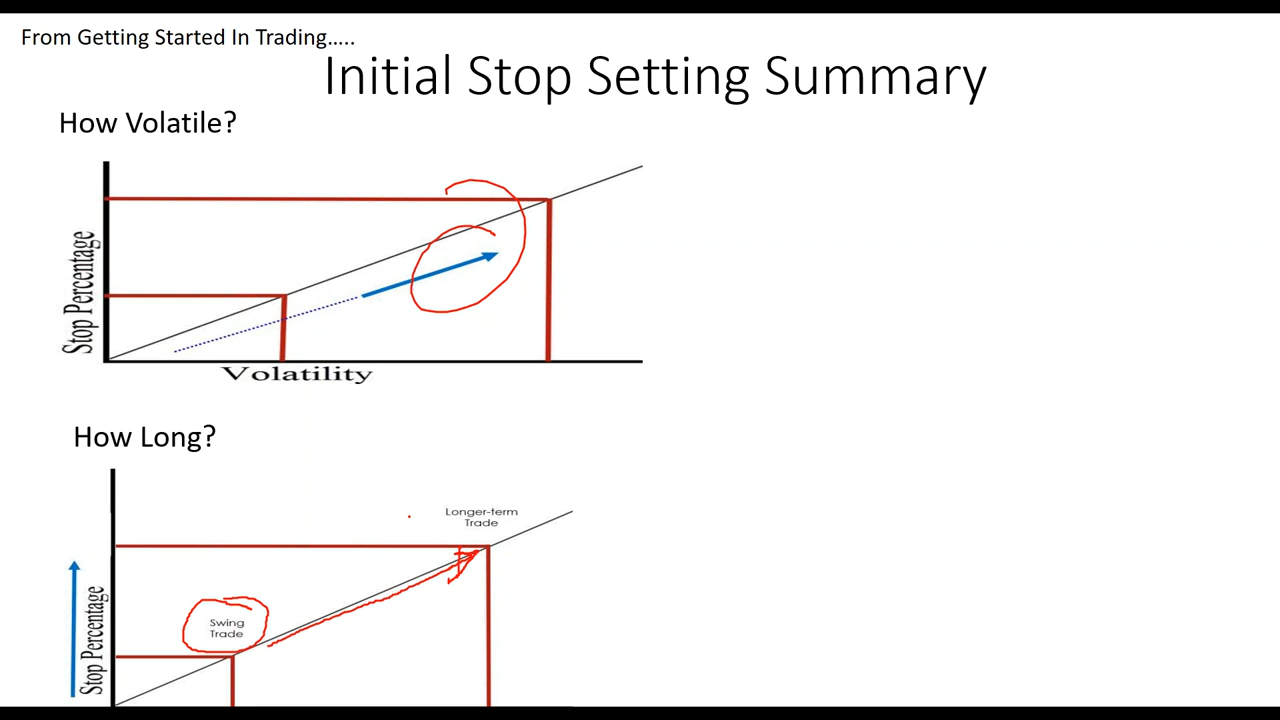 From Getting Started In Trading…..
Initial Stop Setting Summary
How Volatile?
Stop Percentage
Volatility
How Long?
Longer-term
Trade
Swing
Trade
Stop Percentage